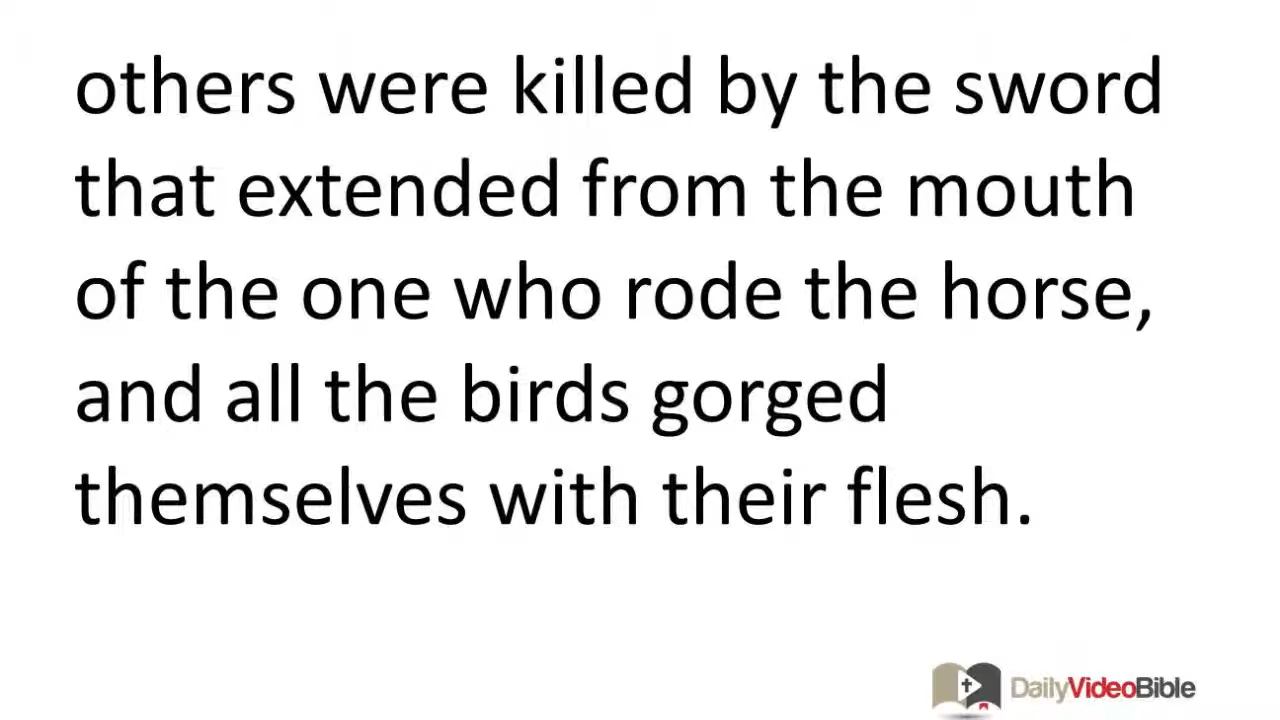 others were killed by the sword
that extended from the mouth
of the one who rode the horse,
and all the birds gorged
themselves with their flesh.
DailyVideoBible